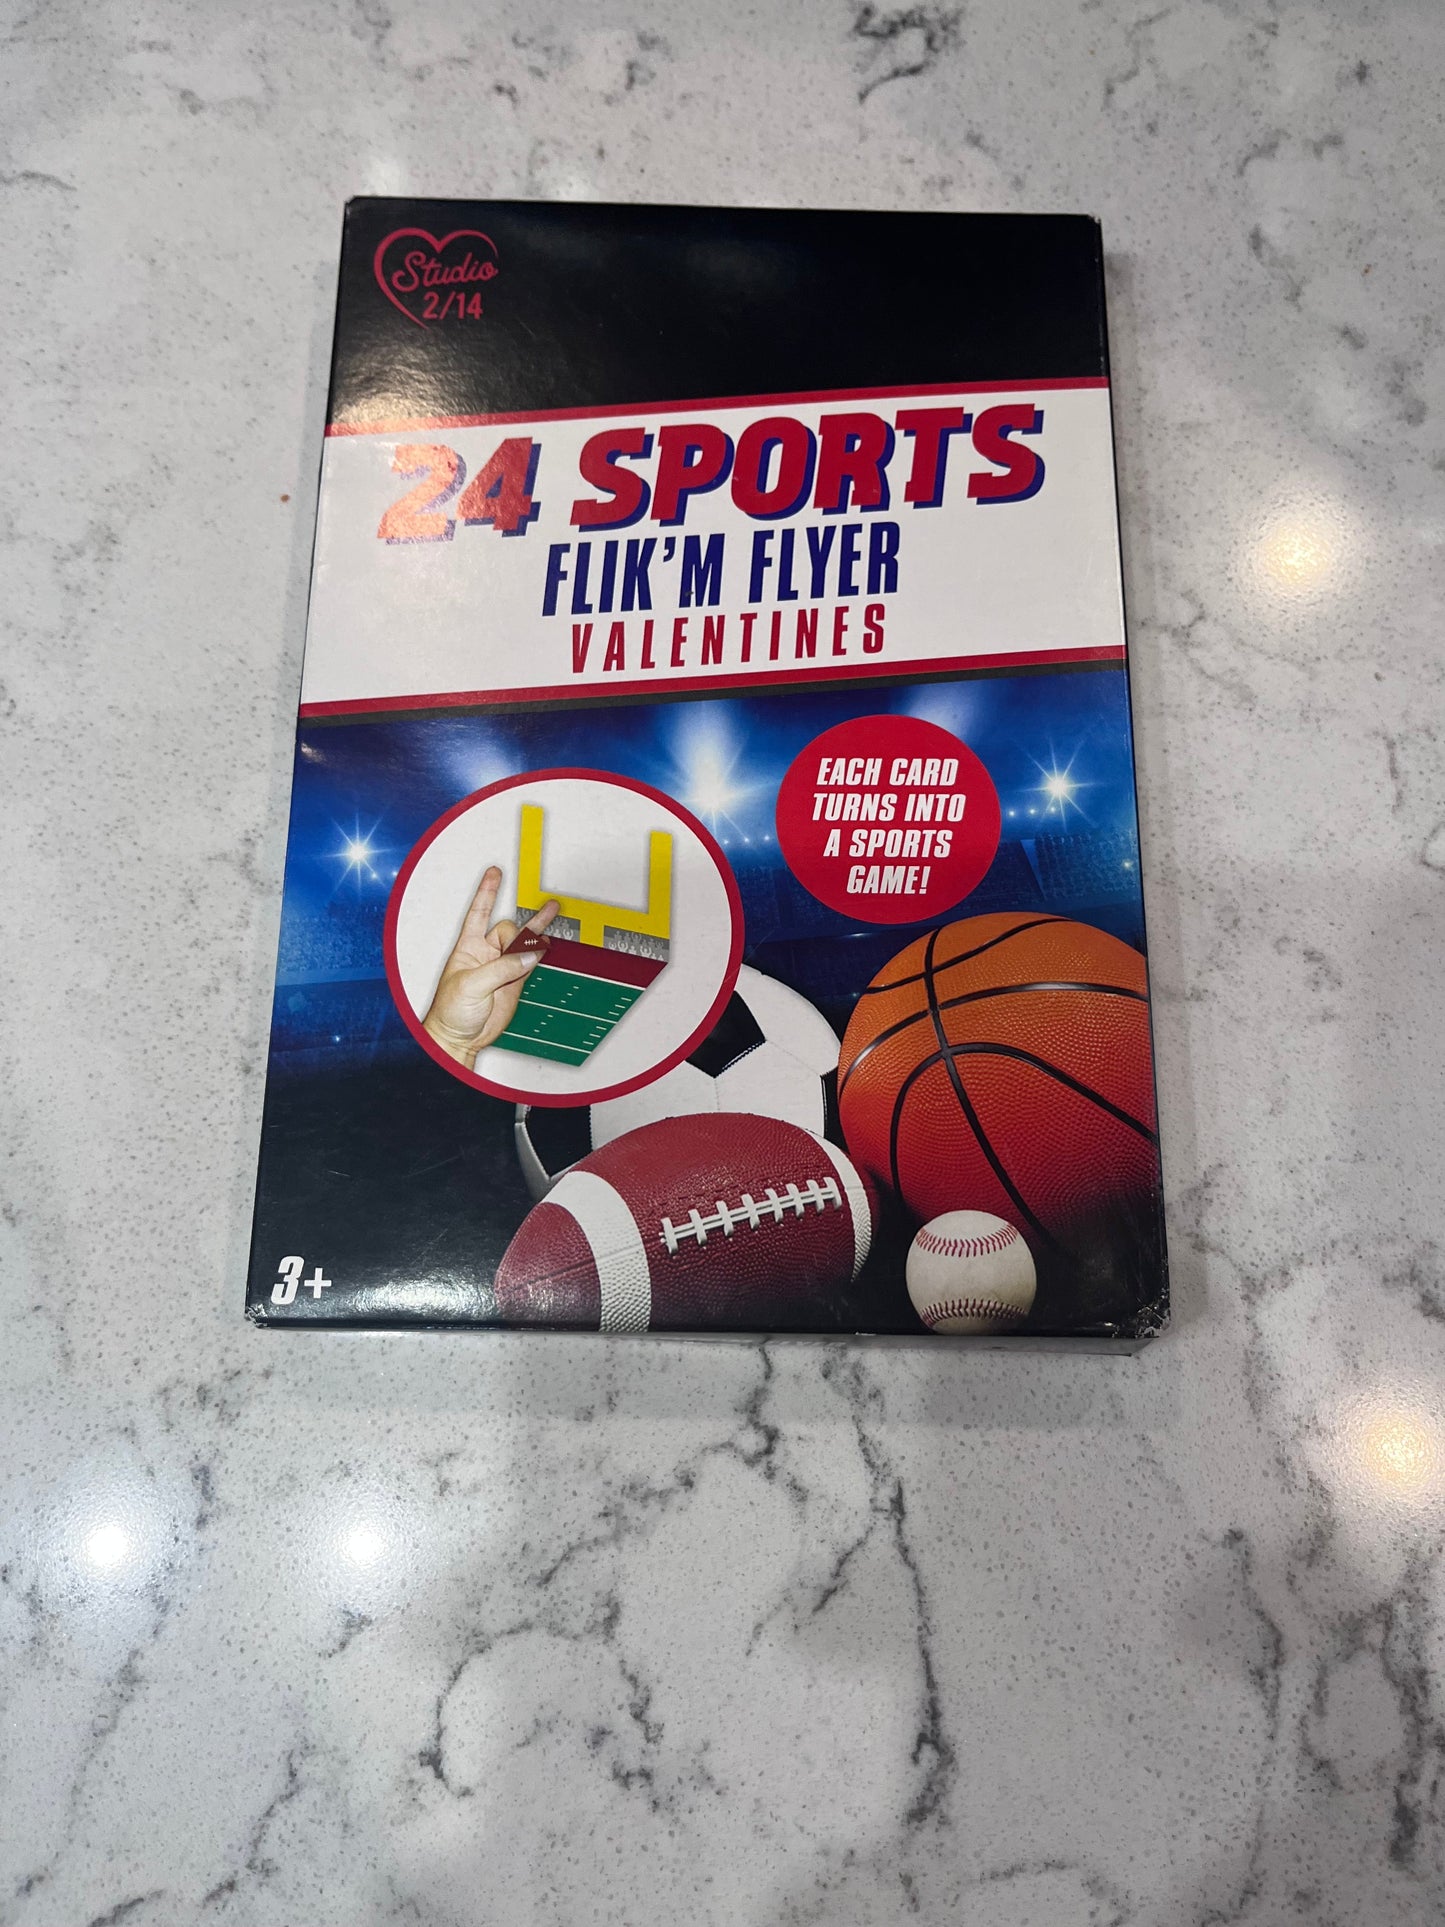 Studio
2/14
24 SPORTS
FLIK'M FLYER
VALENTINES
EACH CARD
TURNS INTO
A SPORTS
GAME!
3+